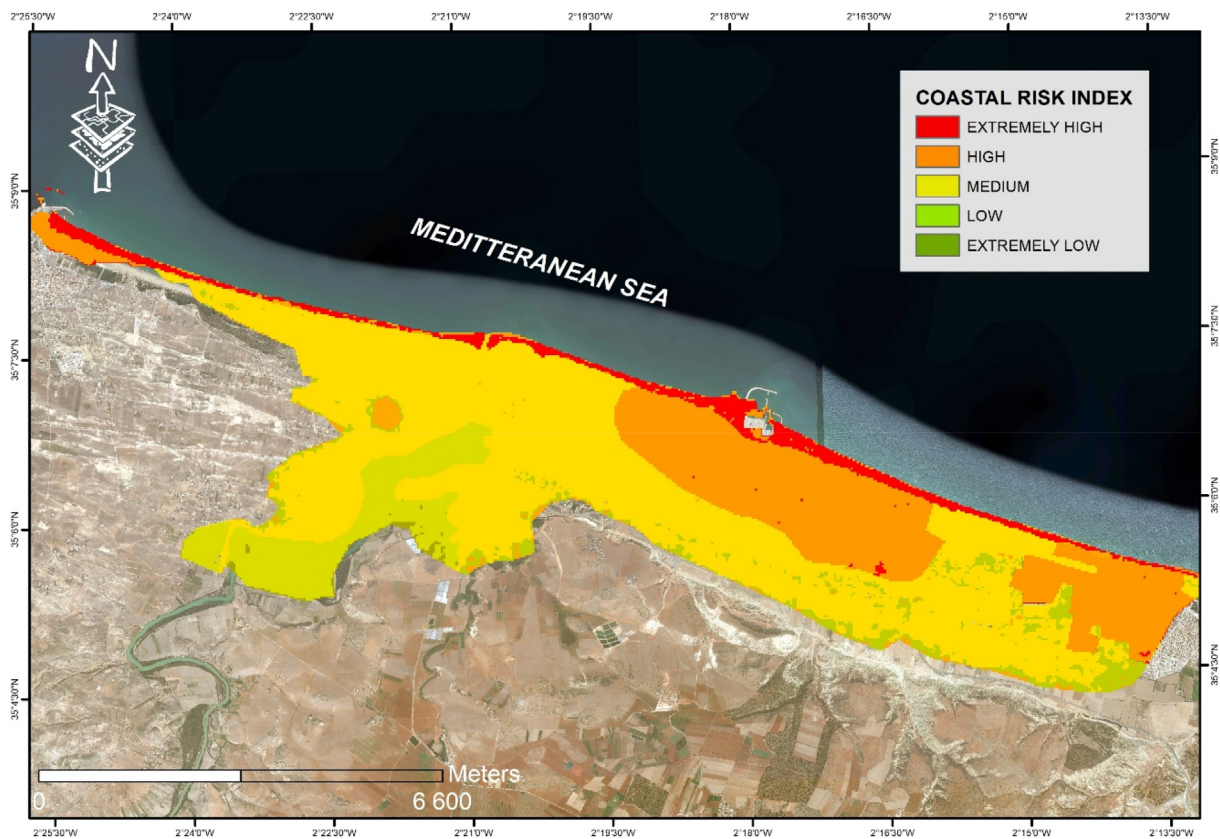 2°25'30"W 2°24'0"W 2°22'30"W 2°21'0"W 2°19'30"W 2°18'0"W 2°16'30"W 2°15'0"W 2°13'30"W
N
COASTAL RISK INDEX
EXTREMELY HIGH
HIGH
MEDIUM
LOW
EXTREMELY LOW
MEDITTERANEAN SEA
35°9'0"N
35°7'30"N
35°6'0"N
35°4'30"N
35°9'0"N
35°7'30"N
35°6'0"N
35°4'30"N
Meters
0 6 600
2°25'30"W 2°24'0"W 2°22'30"W 2°21'0"W 2°19'30"W 2°18'0"W 2°16'30"W 2°15'0"W 2°13'30"W